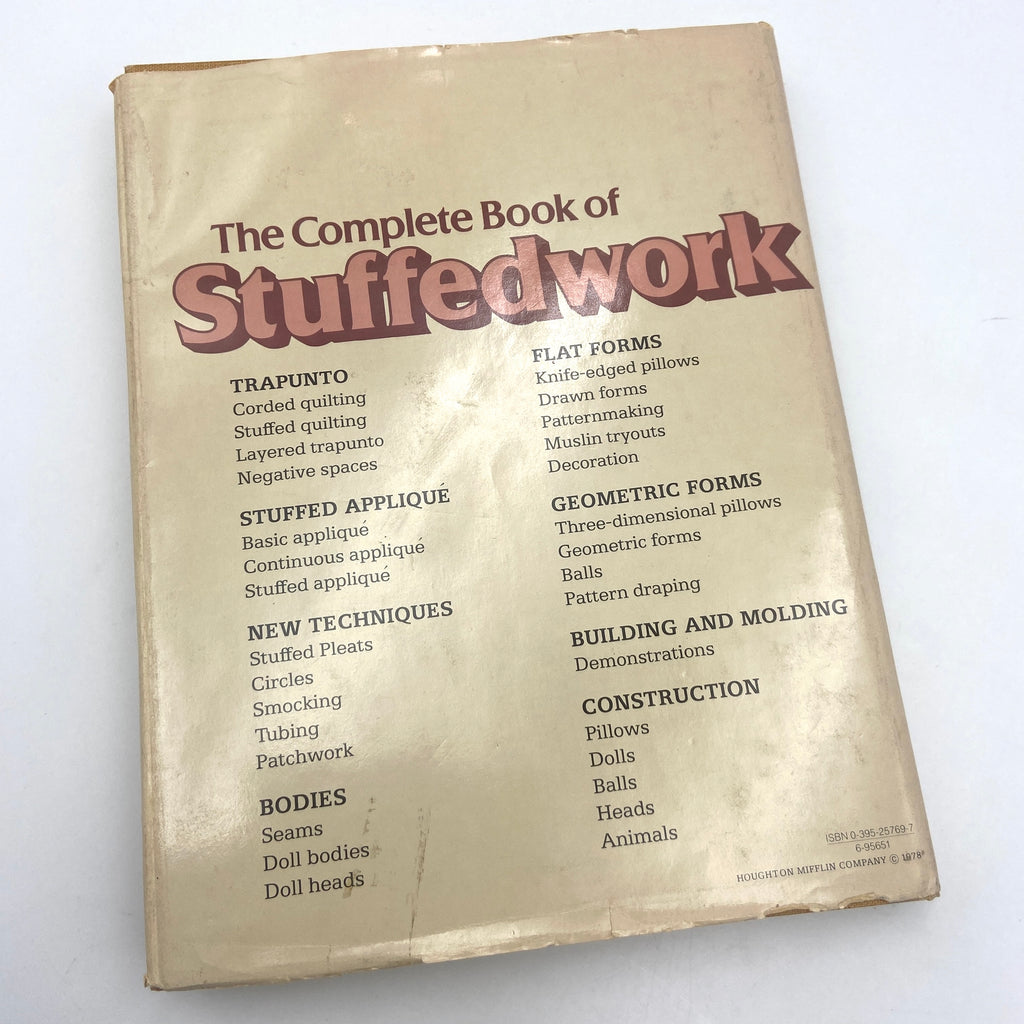 The Complete Book of
Stuffedwork
TRAPUNTO
Corded quilting
Stuffed quilting
Layered trapunto
Negative spaces
STUFFED APPLIQUÉ
Basic appliqué
Continuous appliqué
Stuffed appliqué
NEW TECHNIQUES
Stuffed Pleats
Circles
Smocking
Tubing
Patchwork
BODIES
Seams
Doll bodies
Doll heads
FLAT FORMS
Knife-edged pillows
Drawn forms
Patternmaking
Muslin tryouts
Decoration
GEOMETRIC FORMS
Three-dimensional pillows
Geometric forms
Balls
Pattern draping
BUILDING AND MOLDING
Demonstrations
CONSTRUCTION
Pillows
Dolls
Balls
Heads
Animals
ISBN 0-395-25769-7
6-95651
HOUGHTON MIFFLIN COMPANY © 1978